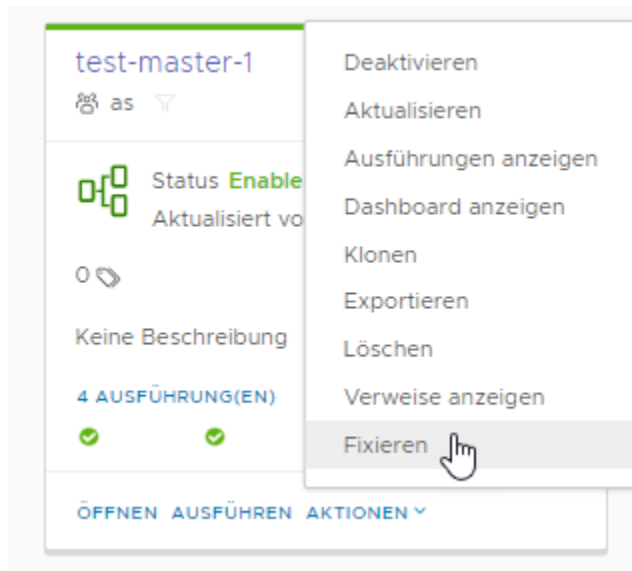 test-master-1
as
Status Enable
Aktualisiert vo
0
Keine Beschreibung
4 AUSFÜHRUNG(EN)
ÖFFNEN AUSFÜHREN AKTIONEN
Deaktivieren
Aktualisieren
Ausführungen anzeigen
Dashboard anzeigen
Klonen
Exportieren
Löschen
Verweise anzeigen
Fixieren